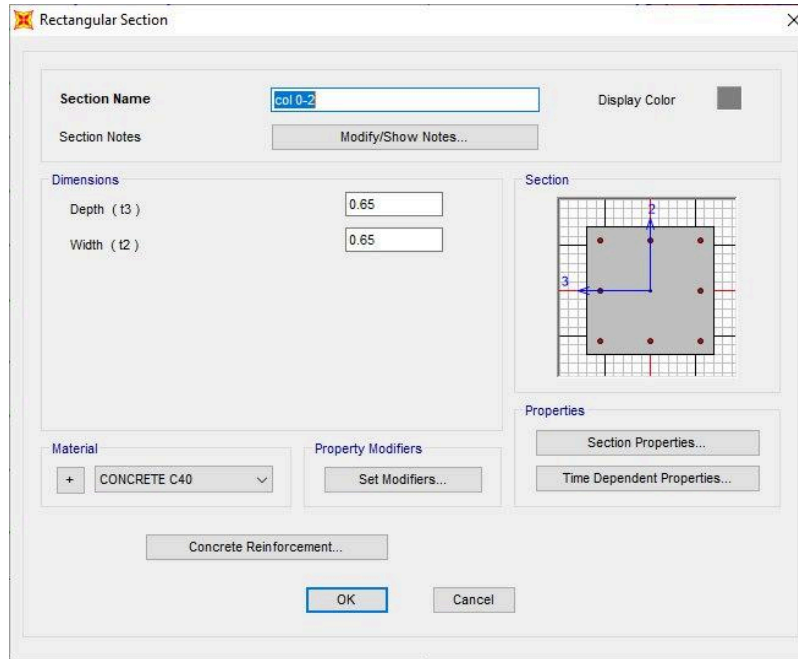 Rectangular Section
Section Name
col 0-2
Display Color
Section Notes
Modify/Show Notes...
Dimensions
Depth ( t3 )
0.65
Width ( t2 )
0.65
Section
2
3
Properties
Section Properties...
Time Dependent Properties...
Material
+
CONCRETE C40
Property Modifiers
Set Modifiers...
Concrete Reinforcement...
OK
Cancel